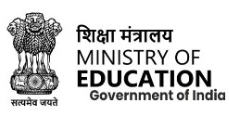 शिक्षा मंत्रालय
MINISTRY OF
EDUCATION
Government of India
सत्यमेव जयते